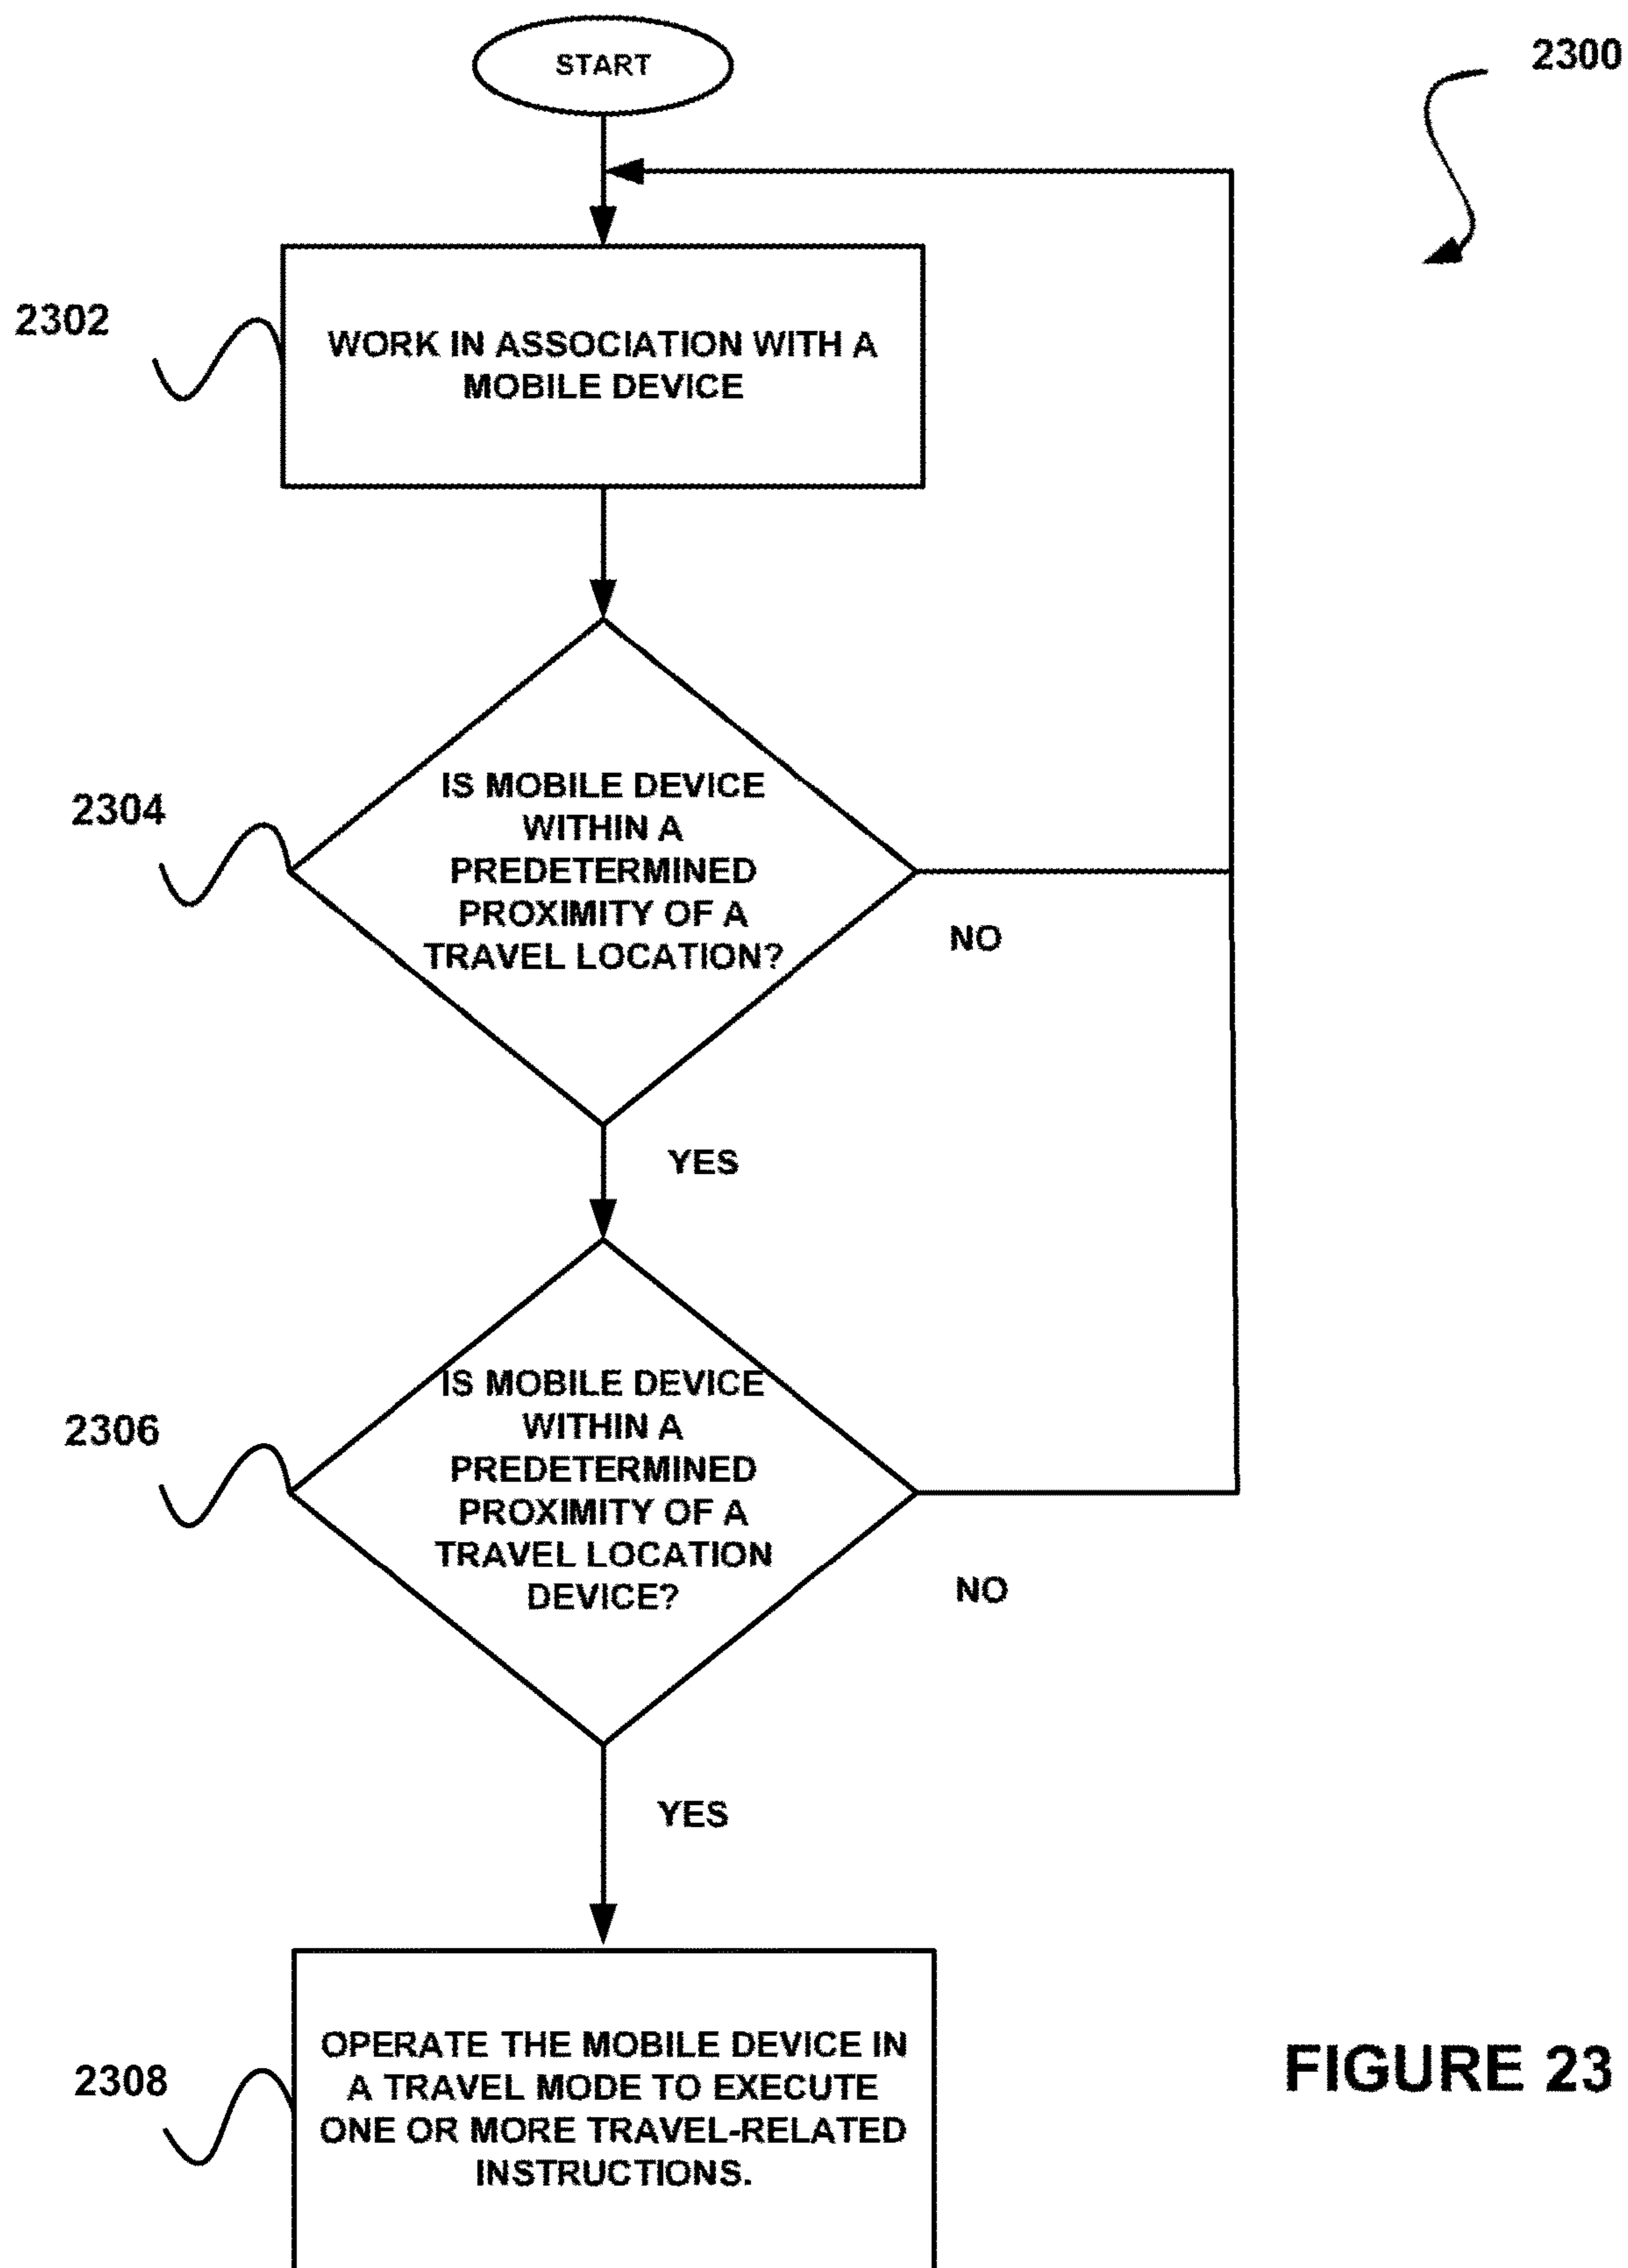 START
2300
2302
WORK IN ASSOCIATION WITH A
MOBILE DEVICE
2304
IS MOBILE DEVICE
WITHIN A
PREDETERMINED
PROXIMITY OF A
TRAVEL LOCATION?
NO
YES
2306
IS MOBILE DEVICE
WITHIN A
PREDETERMINED
PROXIMITY OF A
TRAVEL LOCATION
DEVICE?
NO
YES
2308
OPERATE THE MOBILE DEVICE IN
A TRAVEL MODE TO EXECUTE
ONE OR MORE TRAVEL-RELATED
INSTRUCTIONS.
FIGURE 23